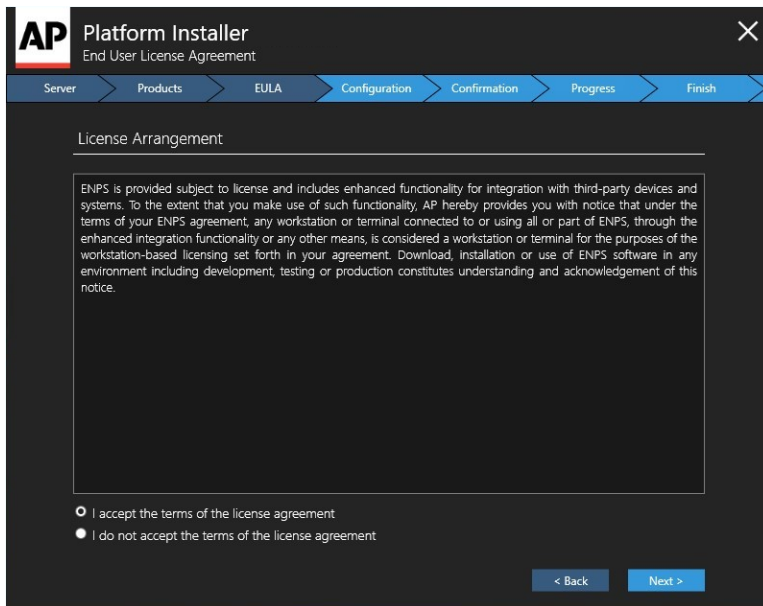 AP
Platform Installer
End User License Agreement
Server
Products
EULA
Configuration
Confirmation
Progress
Finish
License Arrangement
ENPS is provided subject to license and includes enhanced functionality for integration with third-party devices and
systems. To the extent that you make use of such functionality, AP hereby provides you with notice that under the
terms of your ENPS agreement, any workstation or terminal connected to or using all or part of ENPS, through the
enhanced integration functionality or any other means, is considered a workstation or terminal for the purposes of the
workstation-based licensing set forth in your agreement. Download, installation or use of ENPS software in any
environment including development, testing or production constitutes understanding and acknowledgement of this
notice.
I accept the terms of the license agreement
I do not accept the terms of the license agreement
< Back
Next >